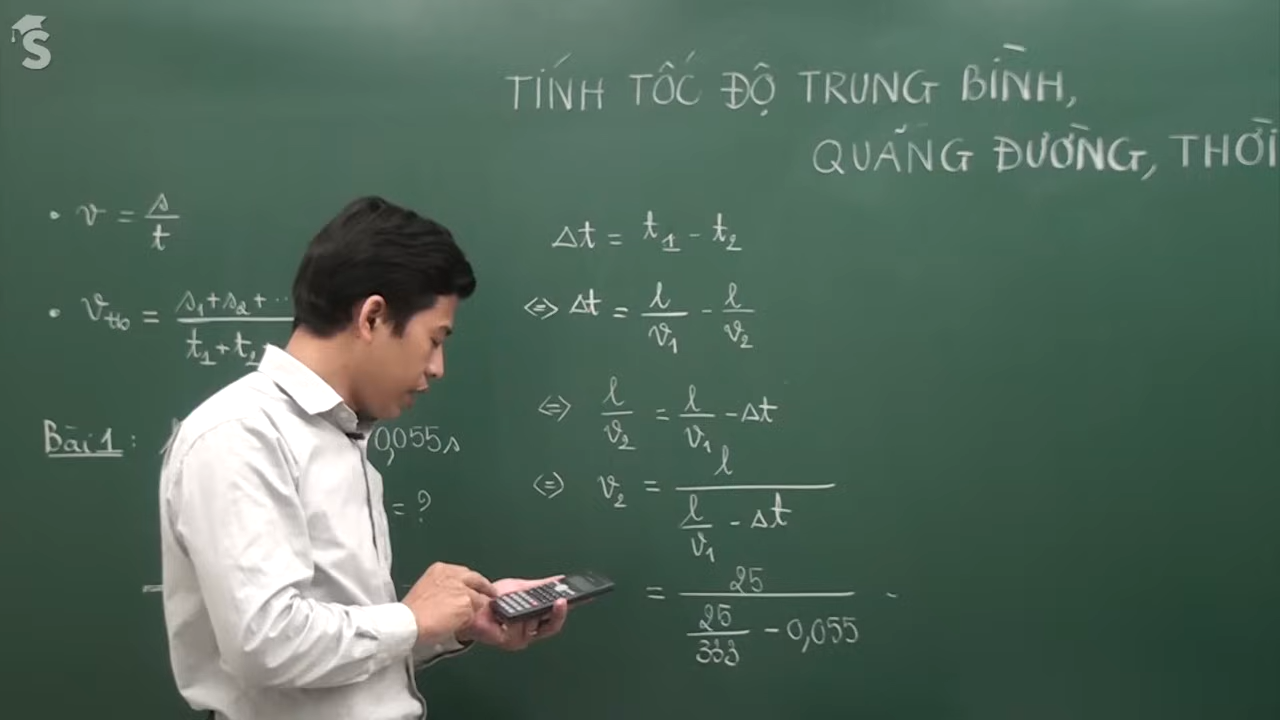 S
TÍNH TỐC ĐỘ TRUNG BÌNH,
QUÃNG ĐƯỜNG, THỜI
• v = s/t
• v_tb = (s₁+s₂+…)/(t₁+t₂
Bài 1:
0,055s
= ?
Δt = t₁ - t₂
<=> Δt = l/v₁ - l/v₂
<=> l/v₂ = l/v₁ - Δt
<=> v₂ = l/(l/v₁ - Δt)
= 25/(25/333 - 0,055)